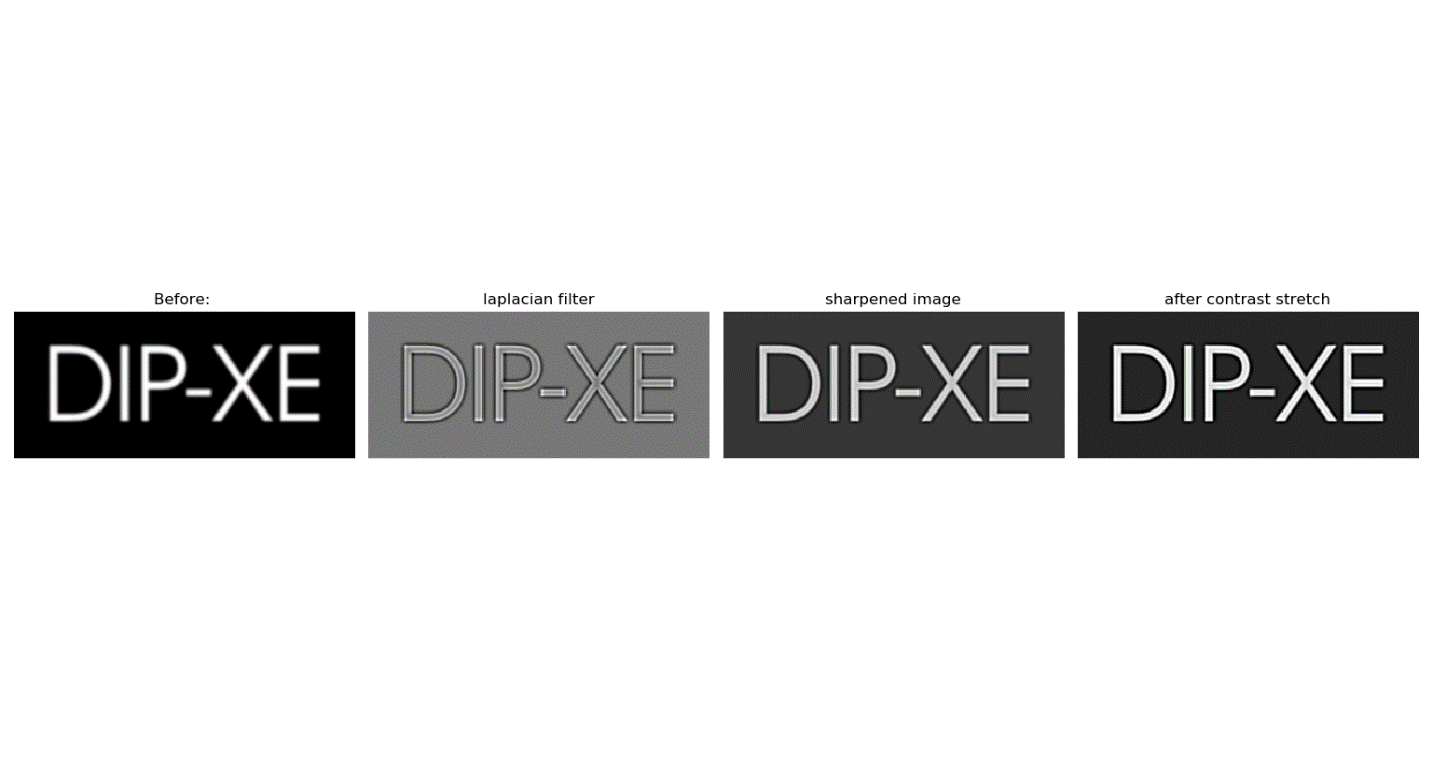 Before:
laplacian filter
sharpened image
after contrast stretch
DIP-XE
DIP-XE
DIP-XE
DIP-XE